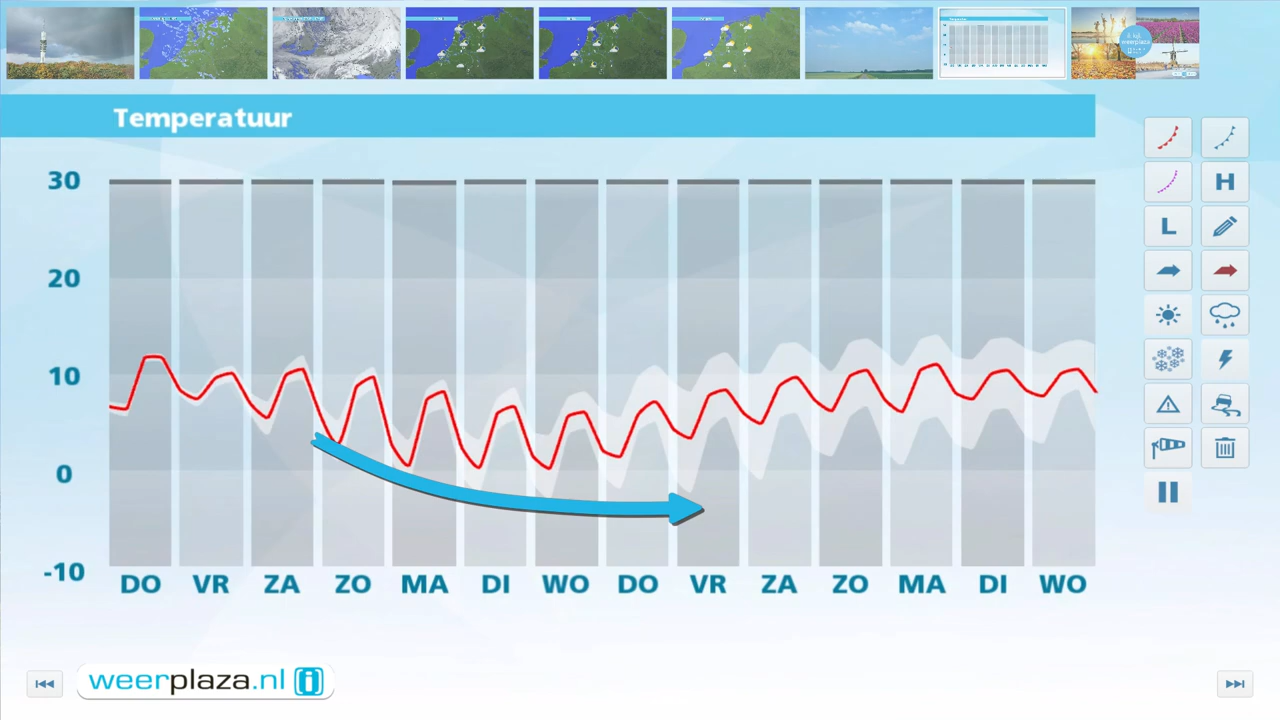 Temperatuur
30
20
10
0
-10
DO VR ZA ZO MA DI WO DO VR ZA ZO MA DI WO
H
L
weerplaza.nl i